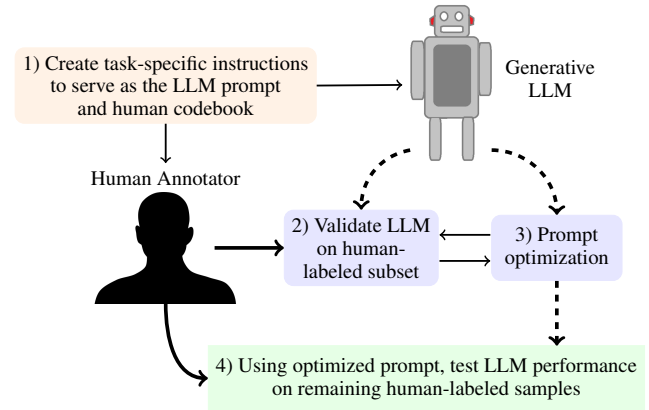 1) Create task-specific instructions
to serve as the LLM prompt
and human codebook
Generative
LLM
Human Annotator
2) Validate LLM
on human-
labeled subset
3) Prompt
optimization
4) Using optimized prompt, test LLM performance
on remaining human-labeled samples